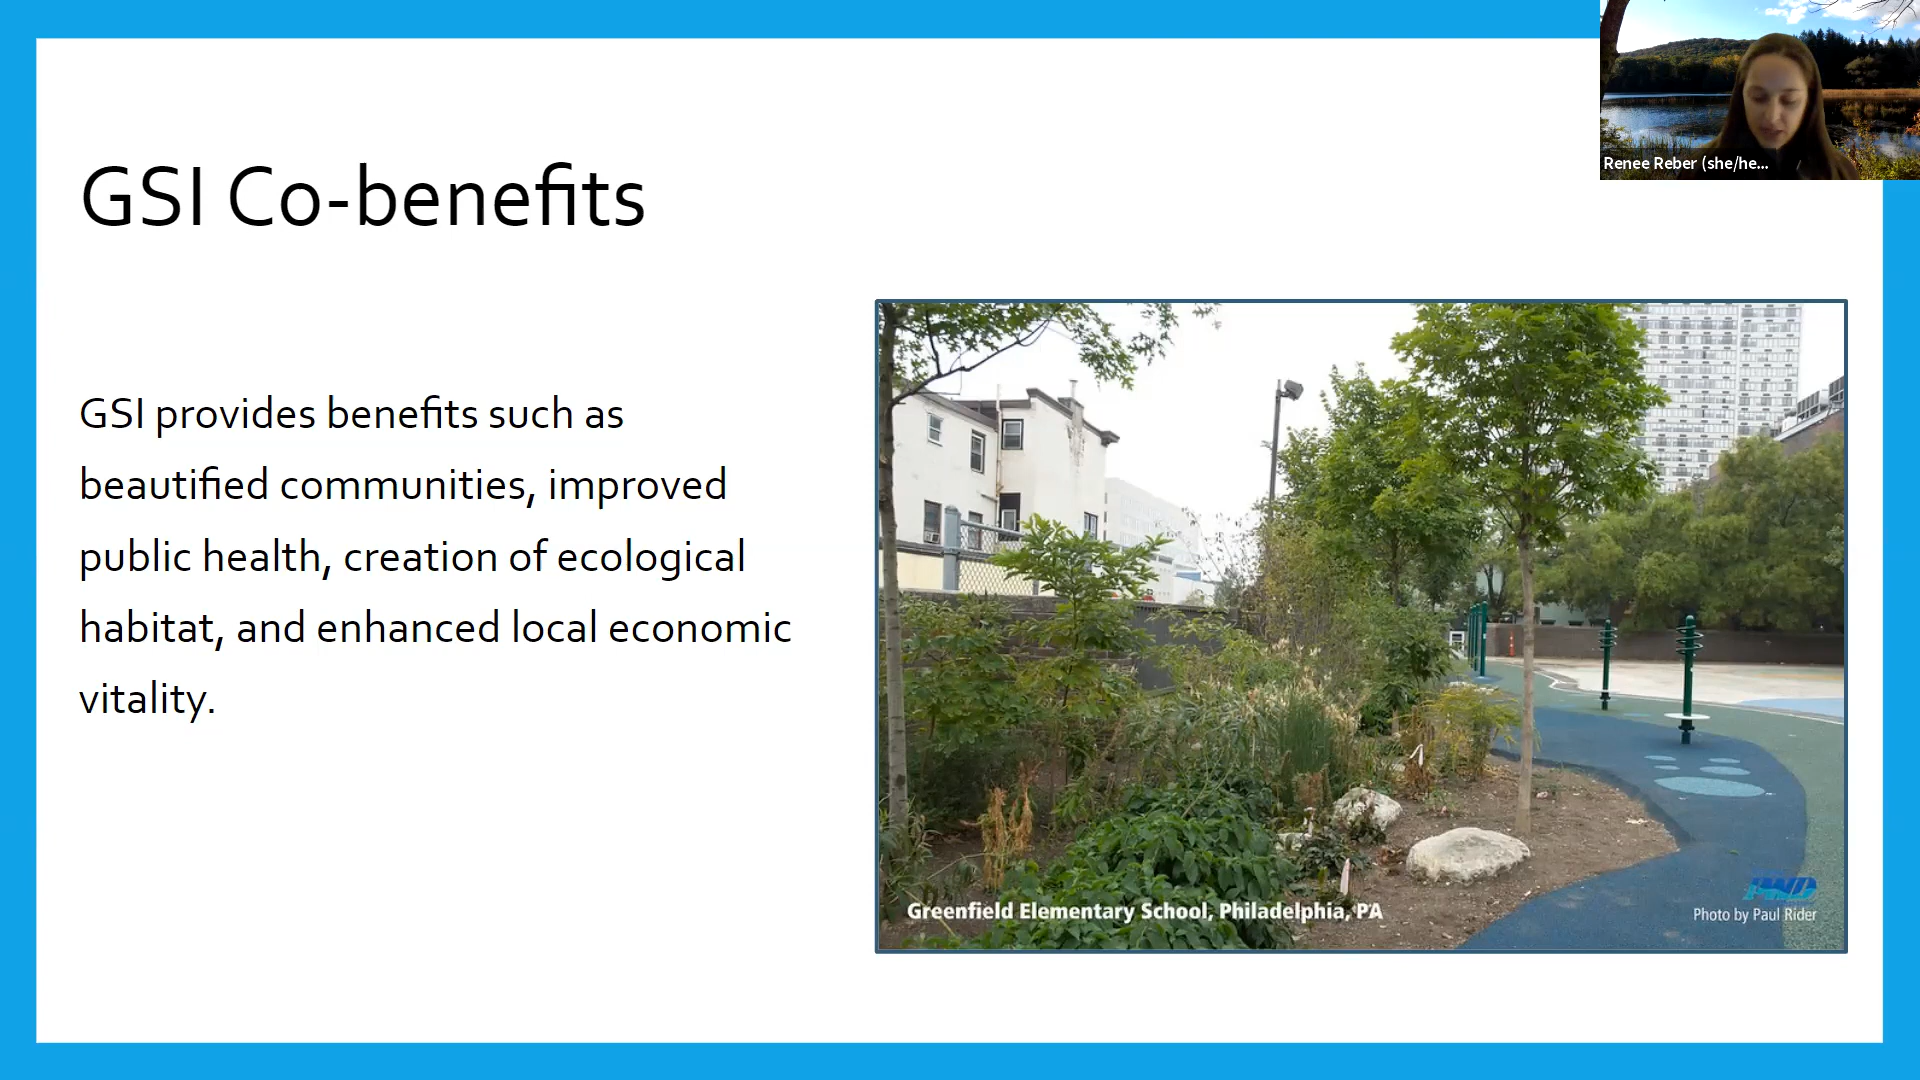 Renee Reber (she/he...
GSI Co-benefits
GSI provides benefits such as
beautified communities, improved
public health, creation of ecological
habitat, and enhanced local economic
vitality.
Greenfield Elementary School, Philadelphia, PA
PWD
Photo by Paul Rider